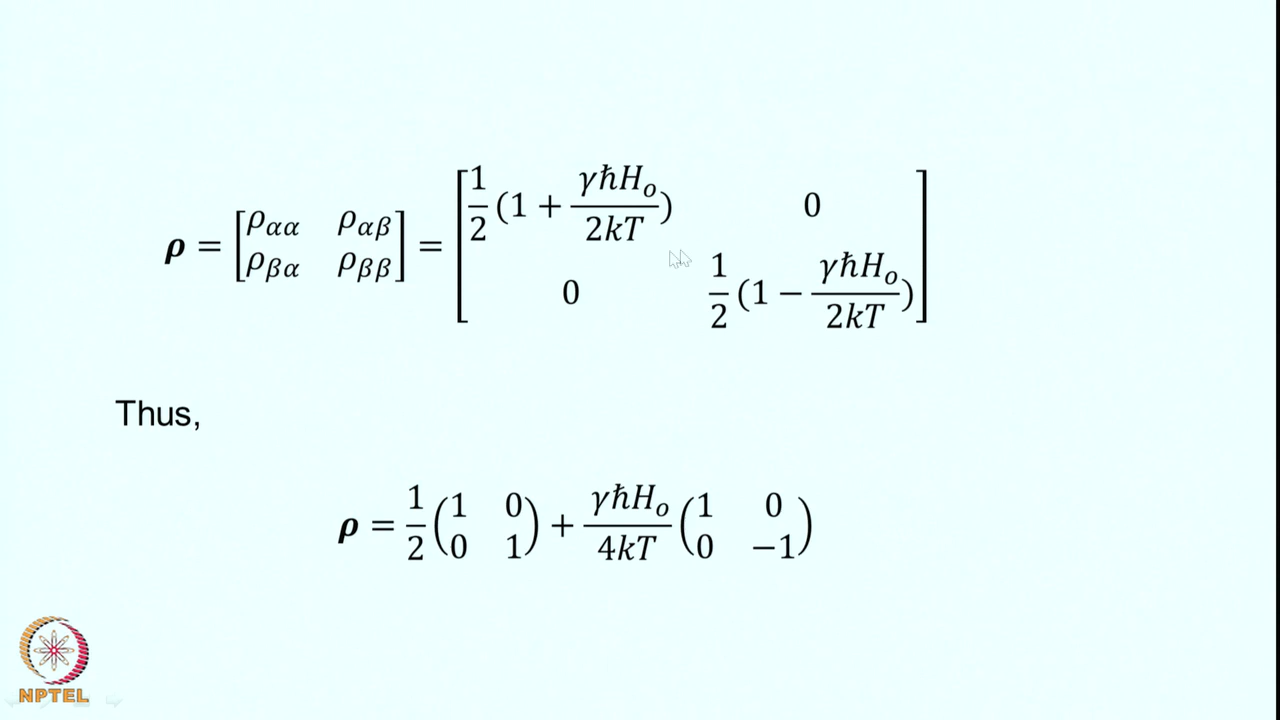 𝝆 = [ρ_αα ρ_αβ; ρ_βα ρ_ββ] = [1/2 (1 + γℏH_o/2kT) 0; 0 1/2 (1 − γℏH_o/2kT)]
Thus,
𝝆 = 1/2 (1 0; 0 1) + γℏH_o/4kT (1 0; 0 −1)
NPTEL